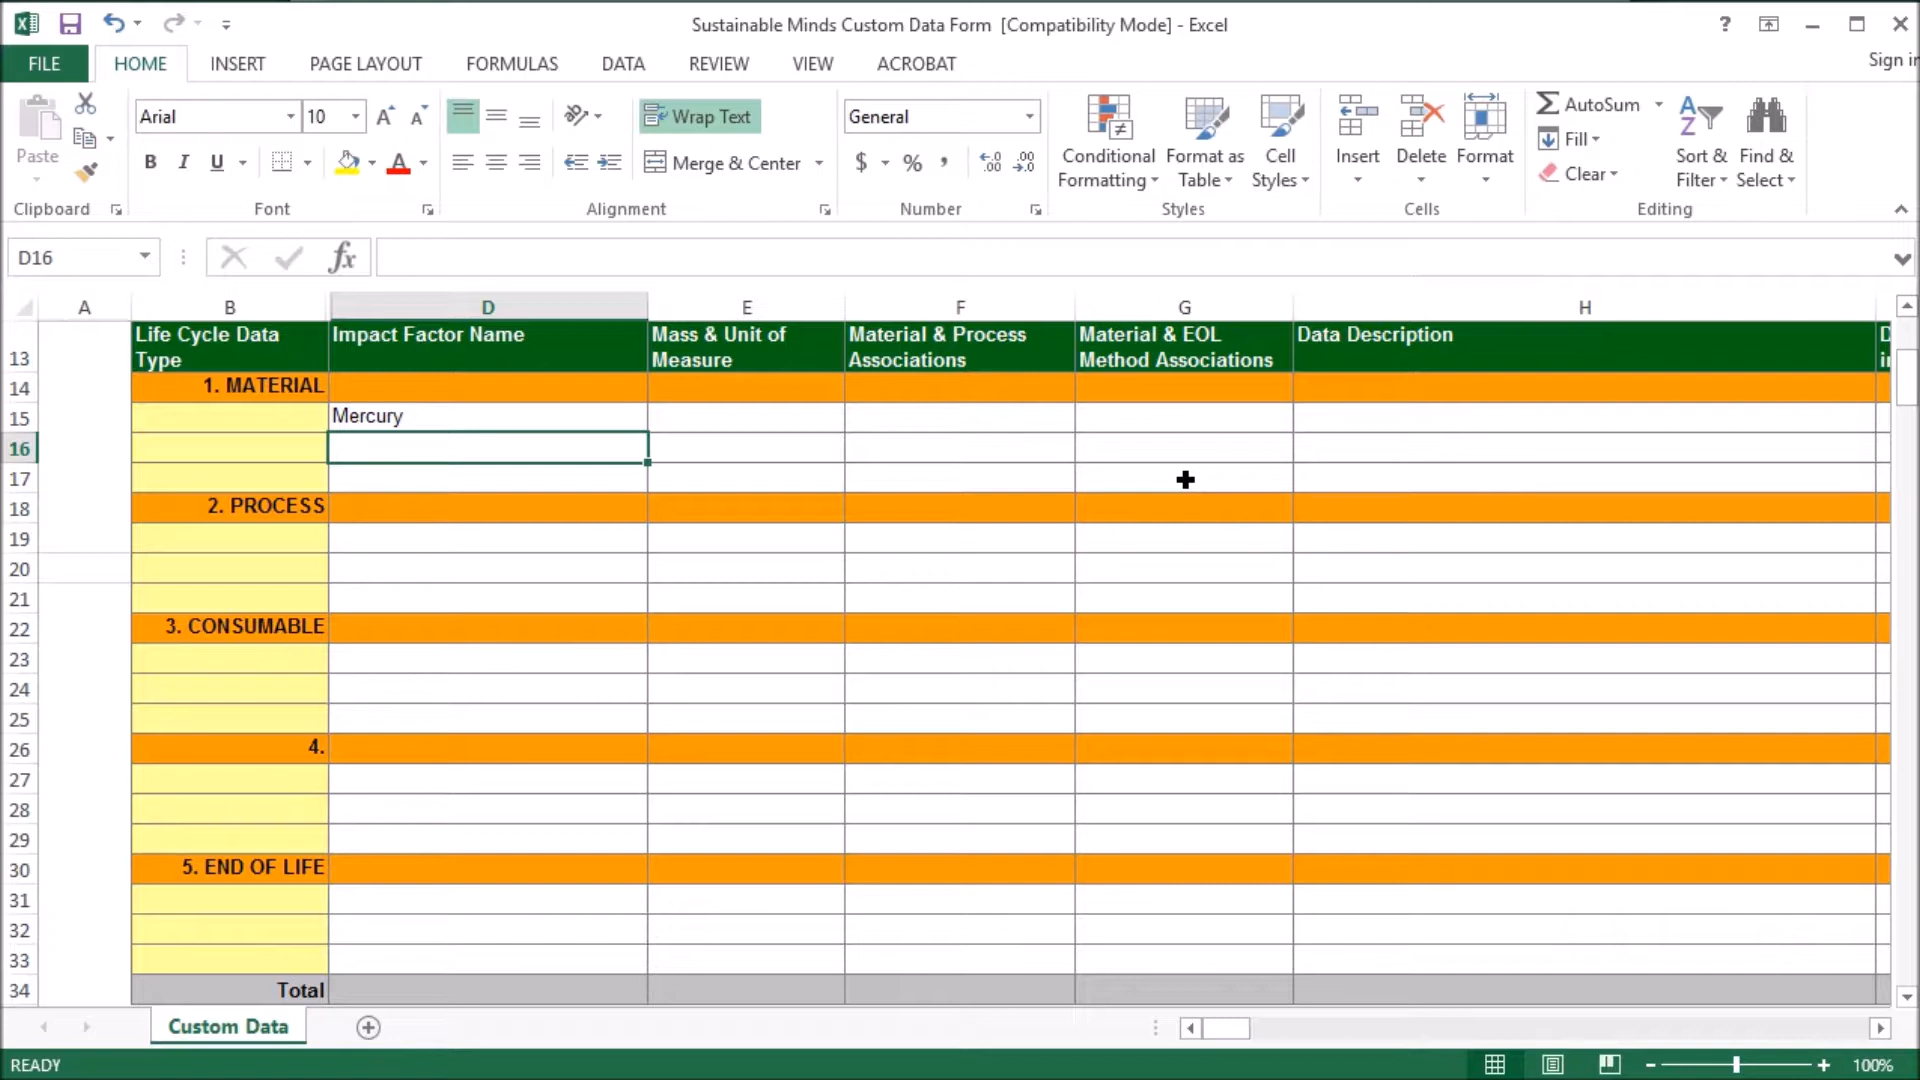 Sustainable Minds Custom Data Form [Compatibility Mode] - Excel
?
FILE HOME INSERT PAGE LAYOUT FORMULAS DATA REVIEW VIEW ACROBAT
Paste
Arial 10
B I U
Wrap Text
Merge & Center
General
$ % ,
Conditional Formatting
Format as Table
Cell Styles
Insert Delete Format
AutoSum
Fill
Clear
Sort & Filter
Find & Select
Clipboard Font Alignment Number Styles Cells Editing
D16
fx
A B D E F G H
13
Life Cycle Data Type
Impact Factor Name
Mass & Unit of Measure
Material & Process Associations
Material & EOL Method Associations
Data Description
14 1. MATERIAL
15 Mercury
16
17
18 2. PROCESS
19
20
21
22 3. CONSUMABLE
23
24
25
26 4.
27
28
29
30 5. END OF LIFE
31
32
33
34 Total
Custom Data
READY 100%